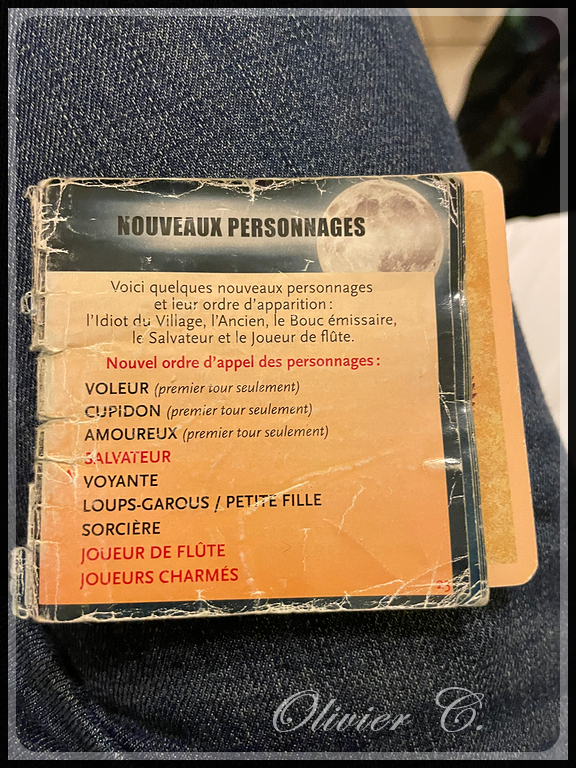 NOUVEAUX PERSONNAGES
Voici quelques nouveaux personnages
et leur ordre d'apparition :
l'Idiot du Village, l'Ancien, le Bouc émissaire,
le Salvateur et le Joueur de flûte.
Nouvel ordre d'appel des personnages :
VOLEUR (premier tour seulement)
CUPIDON (premier tour seulement)
AMOUREUX (premier tour seulement)
SALVATEUR
VOYANTE
LOUPS-GAROUS / PETITE FILLE
SORCIÈRE
JOUEUR DE FLÛTE
JOUEURS CHARMÉS
Olivier C.